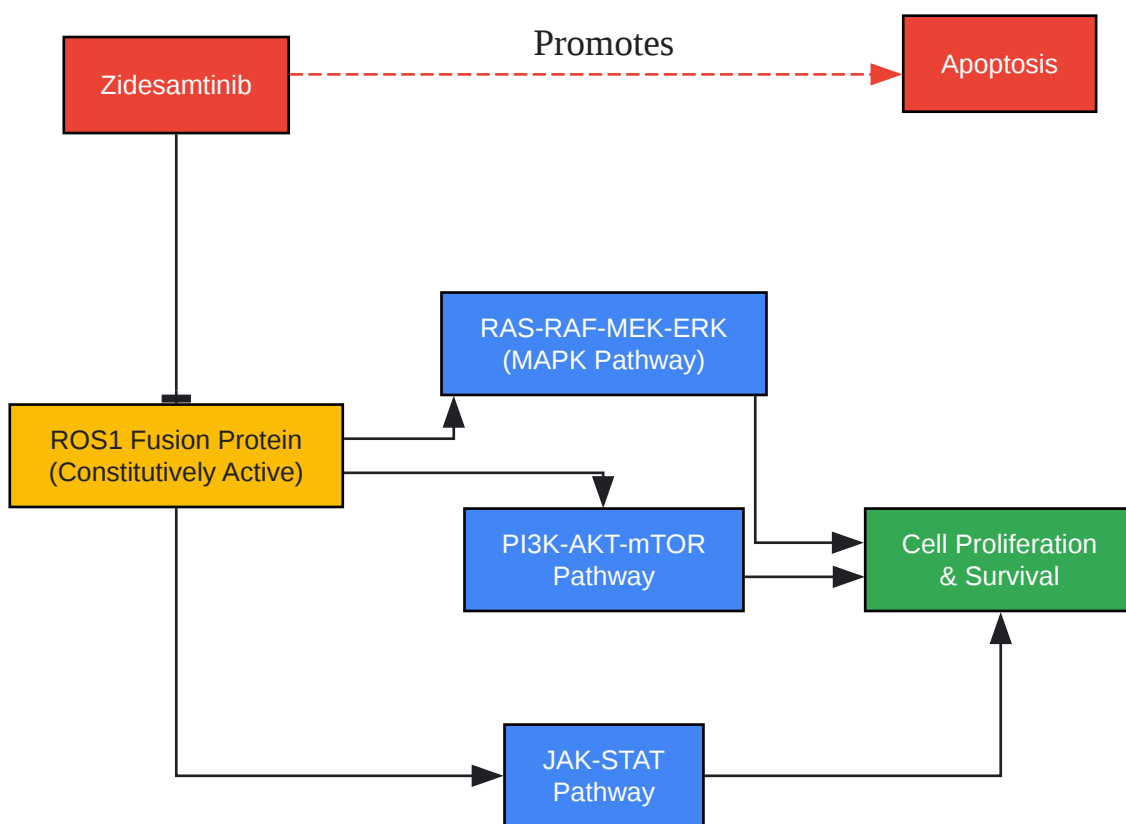 Promotes
Zidesamtinib
Apoptosis
RAS-RAF-MEK-ERK
(MAPK Pathway)
ROS1 Fusion Protein
(Constitutively Active)
PI3K-AKT-mTOR
Pathway
Cell Proliferation
& Survival
JAK-STAT
Pathway